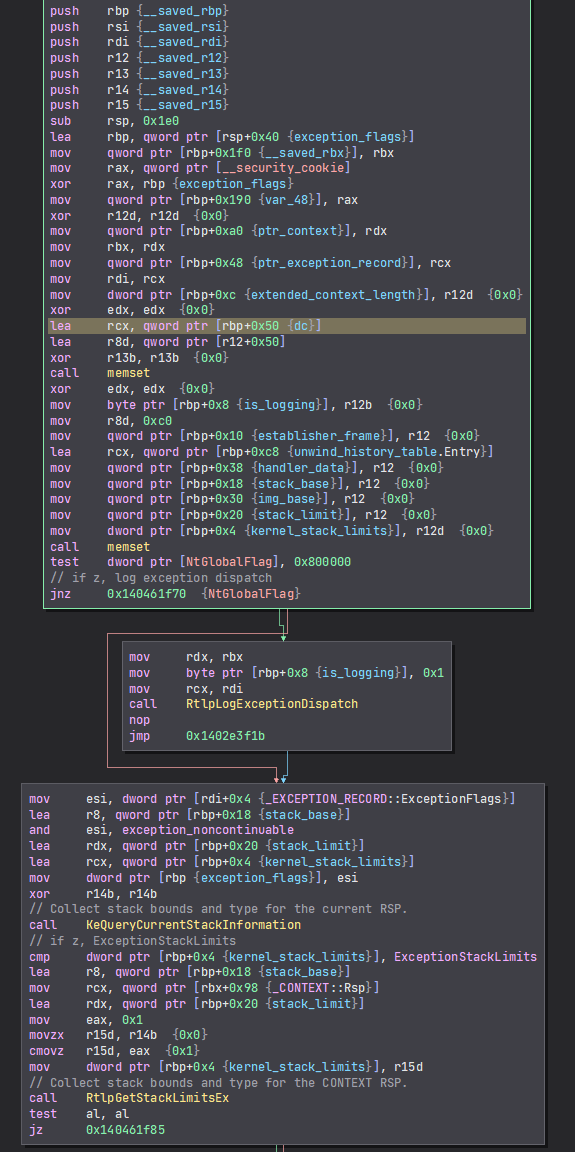 push    rbp {__saved_rbp}
push    rsi {__saved_rsi}
push    rdi {__saved_rdi}
push    r12 {__saved_r12}
push    r13 {__saved_r13}
push    r14 {__saved_r14}
push    r15 {__saved_r15}
sub     rsp, 0x1e0
lea     rbp, qword ptr [rsp+0x40 {exception_flags}]
mov     qword ptr [rbp+0x1f0 {__saved_rbx}], rbx
mov     rax, qword ptr [__security_cookie]
xor     rax, rbp {exception_flags}
mov     qword ptr [rbp+0x190 {var_48}], rax
xor     r12d, r12d  {0x0}
mov     qword ptr [rbp+0xa0 {ptr_context}], rdx
mov     rbx, rdx
mov     qword ptr [rbp+0x48 {ptr_exception_record}], rcx
mov     rdi, rcx
mov     dword ptr [rbp+0xc {extended_context_length}], r12d  {0x0}
xor     edx, edx  {0x0}
lea     rcx, qword ptr [rbp+0x50 {dc}]
lea     r8d, qword ptr [r12+0x50]
xor     r13b, r13b  {0x0}
call    memset
xor     edx, edx  {0x0}
mov     byte ptr [rbp+0x8 {is_logging}], r12b  {0x0}
mov     r8d, 0xc0
mov     qword ptr [rbp+0x10 {establisher_frame}], r12  {0x0}
lea     rcx, qword ptr [rbp+0xc8 {unwind_history_table.Entry}]
mov     qword ptr [rbp+0x38 {handler_data}], r12  {0x0}
mov     qword ptr [rbp+0x18 {stack_base}], r12  {0x0}
mov     qword ptr [rbp+0x30 {img_base}], r12  {0x0}
mov     qword ptr [rbp+0x20 {stack_limit}], r12  {0x0}
mov     dword ptr [rbp+0x4 {kernel_stack_limits}], r12d  {0x0}
call    memset
test    dword ptr [NtGlobalFlag], 0x800000
// if z, log exception dispatch
jnz     0x140461f70  {NtGlobalFlag}
mov     rdx, rbx
mov     byte ptr [rbp+0x8 {is_logging}], 0x1
mov     rcx, rdi
call    RtlpLogExceptionDispatch
nop
jmp     0x1402e3f1b
mov     esi, dword ptr [rdi+0x4 {_EXCEPTION_RECORD::ExceptionFlags}]
lea     r8, qword ptr [rbp+0x18 {stack_base}]
and     esi, exception_noncontinuable
lea     rdx, qword ptr [rbp+0x20 {stack_limit}]
lea     rcx, qword ptr [rbp+0x4 {kernel_stack_limits}]
mov     dword ptr [rbp {exception_flags}], esi
xor     r14b, r14b
// Collect stack bounds and type for the current RSP.
call    KeQueryCurrentStackInformation
// if z, ExceptionStackLimits
cmp     dword ptr [rbp+0x4 {kernel_stack_limits}], ExceptionStackLimits
lea     r8, qword ptr [rbp+0x18 {stack_base}]
mov     rcx, qword ptr [rbx+0x98 {_CONTEXT::Rsp}]
lea     rdx, qword ptr [rbp+0x20 {stack_limit}]
mov     eax, 0x1
movzx   r15d, r14b  {0x0}
cmovz   r15d, eax  {0x1}
mov     dword ptr [rbp+0x4 {kernel_stack_limits}], r15d
// Collect stack bounds and type for the CONTEXT RSP.
call    RtlpGetStackLimitsEx
test    al, al
jz      0x140461f85